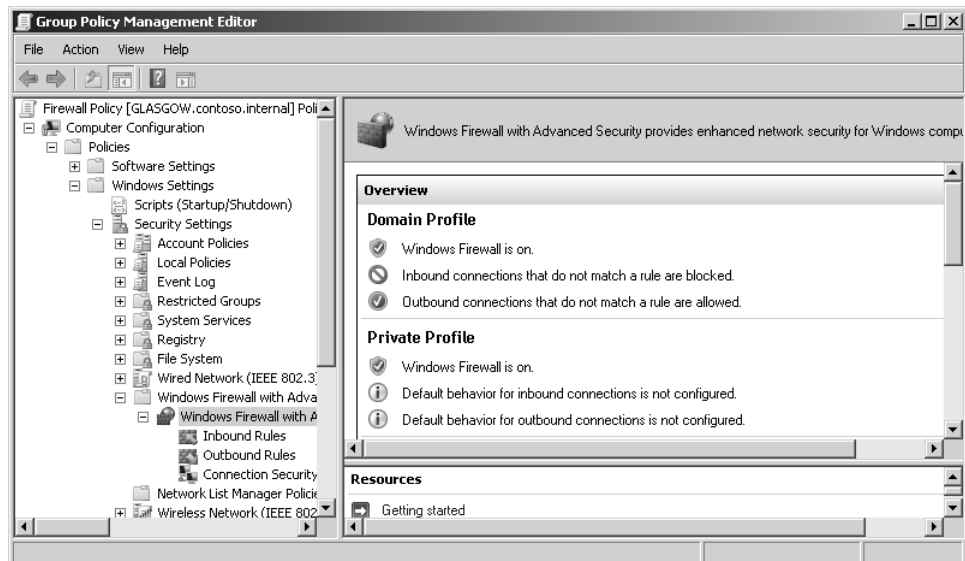 Group Policy Management Editor
File Action View Help
Firewall Policy [GLASGOW.contoso.internal] Poli
Computer Configuration
Policies
Software Settings
Windows Settings
Scripts (Startup/Shutdown)
Security Settings
Account Policies
Local Policies
Event Log
Restricted Groups
System Services
Registry
File System
Wired Network (IEEE 802.3)
Windows Firewall with Adva
Windows Firewall with A
Inbound Rules
Outbound Rules
Connection Security
Network List Manager Policie
Wireless Network (IEEE 802
Windows Firewall with Advanced Security provides enhanced network security for Windows compu
Overview
Domain Profile
Windows Firewall is on.
Inbound connections that do not match a rule are blocked.
Outbound connections that do not match a rule are allowed.
Private Profile
Windows Firewall is on.
Default behavior for inbound connections is not configured.
Default behavior for outbound connections is not configured.
Resources
Getting started